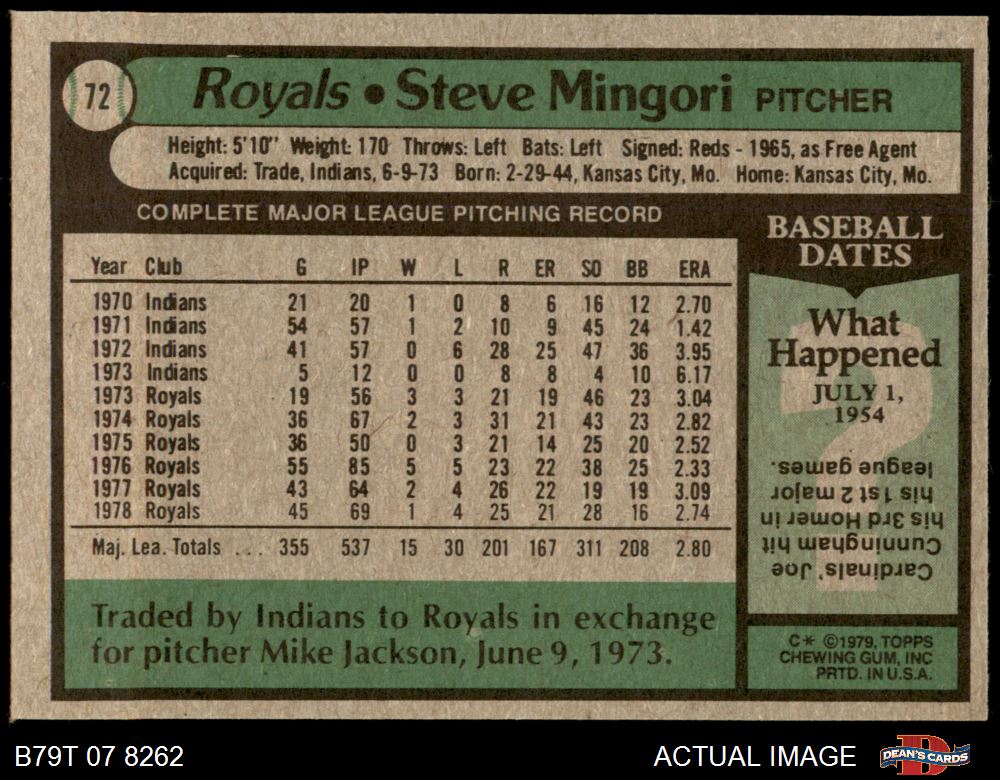 72
Royals • Steve Mingori PITCHER
Height: 5'10" Weight: 170 Throws: Left Bats: Left Signed: Reds - 1965, as Free Agent
Acquired: Trade, Indians, 6-9-73 Born: 2-29-44, Kansas City, Mo. Home: Kansas City, Mo.
COMPLETE MAJOR LEAGUE PITCHING RECORD
Year Club G IP W L R ER SO BB ERA
1970 Indians 21 20 1 0 8 6 16 12 2.70
1971 Indians 54 57 1 2 10 9 45 24 1.42
1972 Indians 41 57 0 6 28 25 47 36 3.95
1973 Indians 5 12 0 0 8 8 4 10 6.17
1973 Royals 19 56 3 3 21 19 46 23 3.04
1974 Royals 36 67 2 3 31 21 43 23 2.82
1975 Royals 36 50 0 3 21 14 25 20 2.52
1976 Royals 55 85 5 5 23 22 38 25 2.33
1977 Royals 43 64 2 4 26 22 19 19 3.09
1978 Royals 45 69 1 4 25 21 28 16 2.74
Maj. Lea. Totals ... 355 537 15 30 201 167 311 208 2.80
Traded by Indians to Royals in exchange
for pitcher Mike Jackson, June 9, 1973.
BASEBALL
DATES
What
Happened
JULY 1,
1954
?
Cardinals' Joe
Cunningham hit
his 3rd Homer in
his 1st 2 major
league games.
C* ©1979, TOPPS
CHEWING GUM, INC
PRTD. IN U.S.A.
B79T 07 8262
ACTUAL IMAGE
DEAN'S CARDS